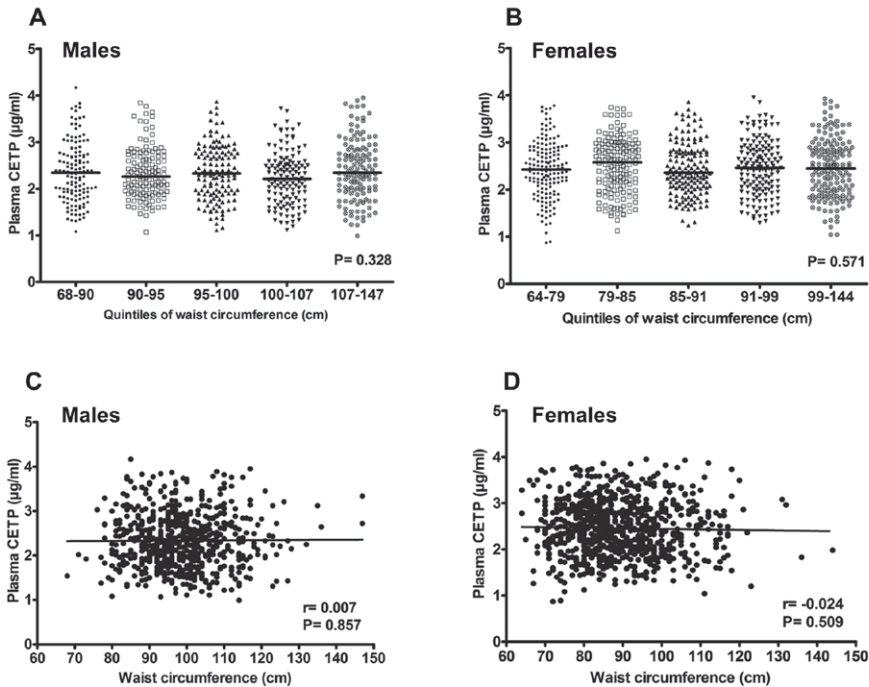 A
Males
Plasma CETP (µg/ml)
5
4
3
2
1
0
P= 0.328
68-90 90-95 95-100 100-107 107-147
Quintiles of waist circumference (cm)
B
Females
Plasma CETP (µg/ml)
5
4
3
2
1
0
P= 0.571
64-79 79-85 85-91 91-99 99-144
Quintiles of waist circumference (cm)
C
Males
Plasma CETP (µg/ml)
5
4
3
2
1
0
r= 0.007
P= 0.857
60 70 80 90 100 110 120 130 140 150
Waist circumference (cm)
D
Females
Plasma CETP (µg/ml)
5
4
3
2
1
0
r= -0.024
P= 0.509
60 70 80 90 100 110 120 130 140 150
Waist circumference (cm)